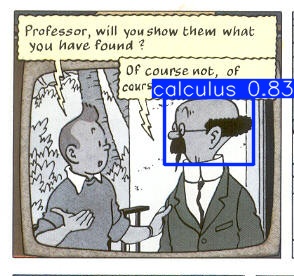 Professor, will you show them what
you have found ?
Of course not, of
cours
calculus 0.83